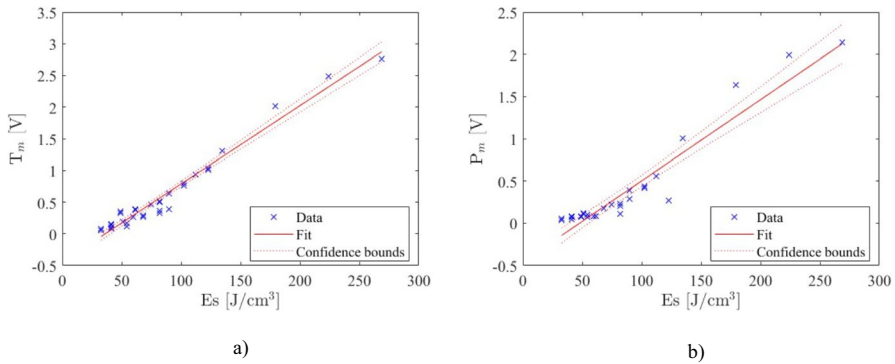 3.5
3
2.5
2
1.5
1
0.5
0
-0.5
T_m [V]
0 50 100 150 200 250 300
Es [J/cm³]
Data
Fit
Confidence bounds
a)
2.5
2
1.5
1
0.5
0
-0.5
P_m [V]
0 50 100 150 200 250 300
Es [J/cm³]
Data
Fit
Confidence bounds
b)